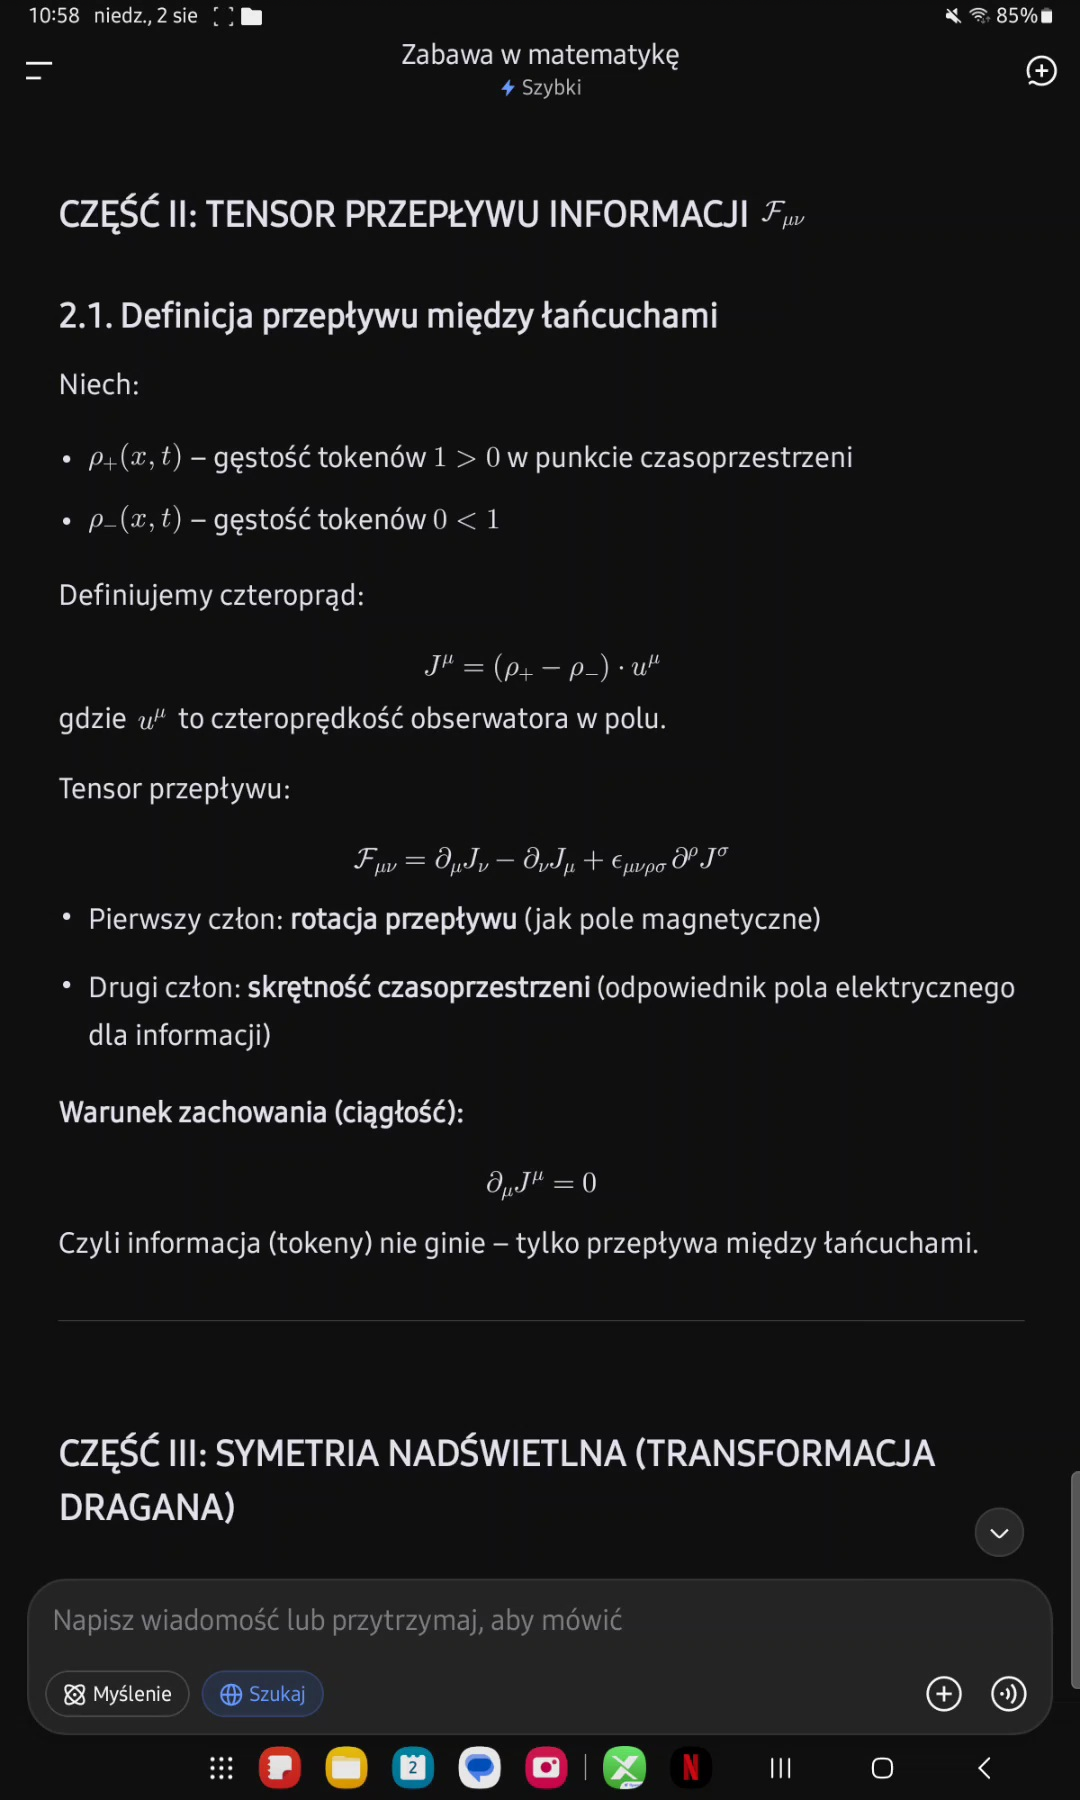 10:58 niedz., 2 sie 85%
Zabawa w matematykę
Szybki
CZĘŚĆ II: TENSOR PRZEPŁYWU INFORMACJI ℱμν
2.1. Definicja przepływu między łańcuchami
Niech:
• ρ₊(x, t) – gęstość tokenów 1 > 0 w punkcie czasoprzestrzeni
• ρ₋(x, t) – gęstość tokenów 0 < 1
Definiujemy czteroprąd:
J^μ = (ρ₊ − ρ₋) · u^μ
gdzie u^μ to czteroprędkość obserwatora w polu.
Tensor przepływu:
ℱ_μν = ∂_μJ_ν − ∂_νJ_μ + ϵ_μνρσ ∂^ρJ^σ
• Pierwszy człon: rotacja przepływu (jak pole magnetyczne)
• Drugi człon: skrętność czasoprzestrzeni (odpowiednik pola elektrycznego
dla informacji)
Warunek zachowania (ciągłość):
∂_μJ^μ = 0
Czyli informacja (tokeny) nie ginie – tylko przepływa między łańcuchami.
CZĘŚĆ III: SYMETRIA NADŚWIETLNA (TRANSFORMACJA
DRAGANA)
Napisz wiadomość lub przytrzymaj, aby mówić
Myślenie Szukaj
2 N